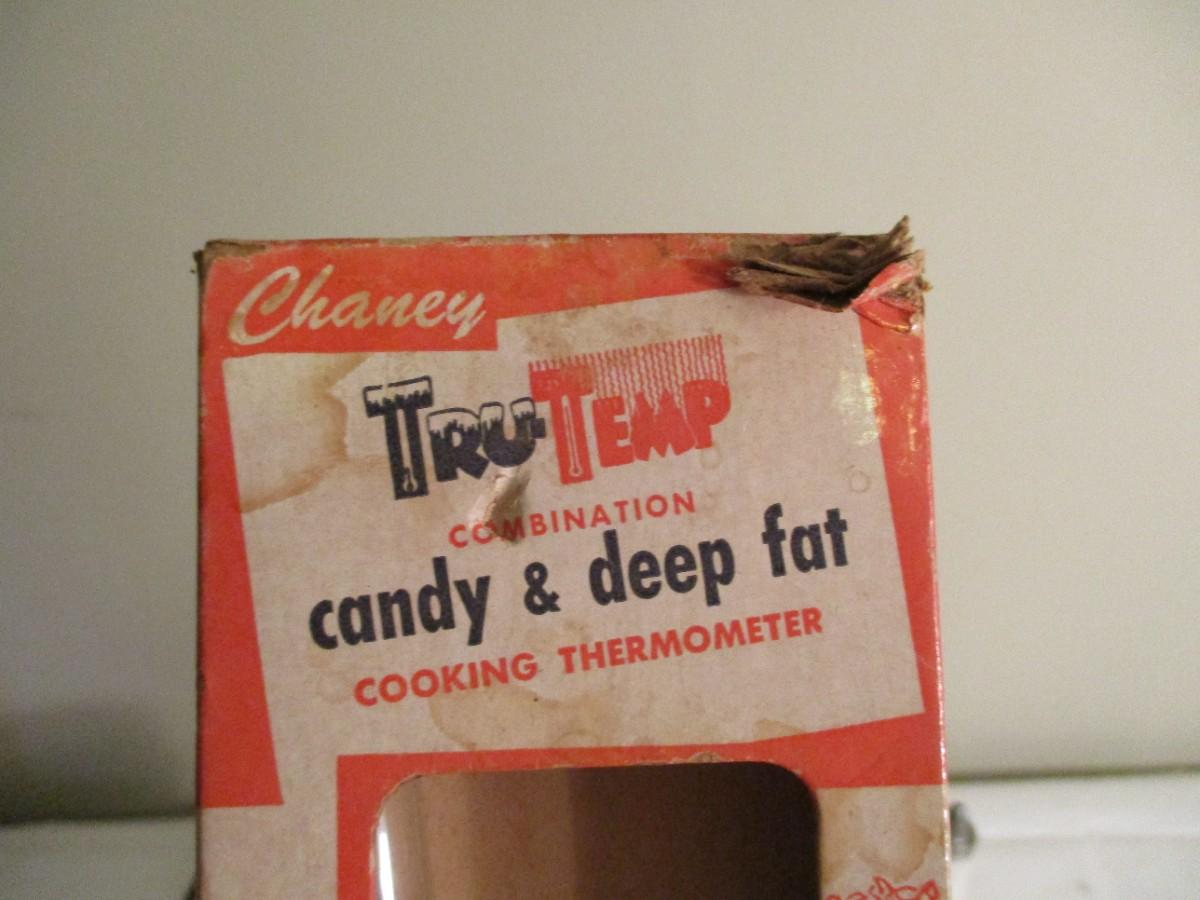 Chaney
TRU-TEMP
COMBINATION
candy & deep fat
COOKING THERMOMETER